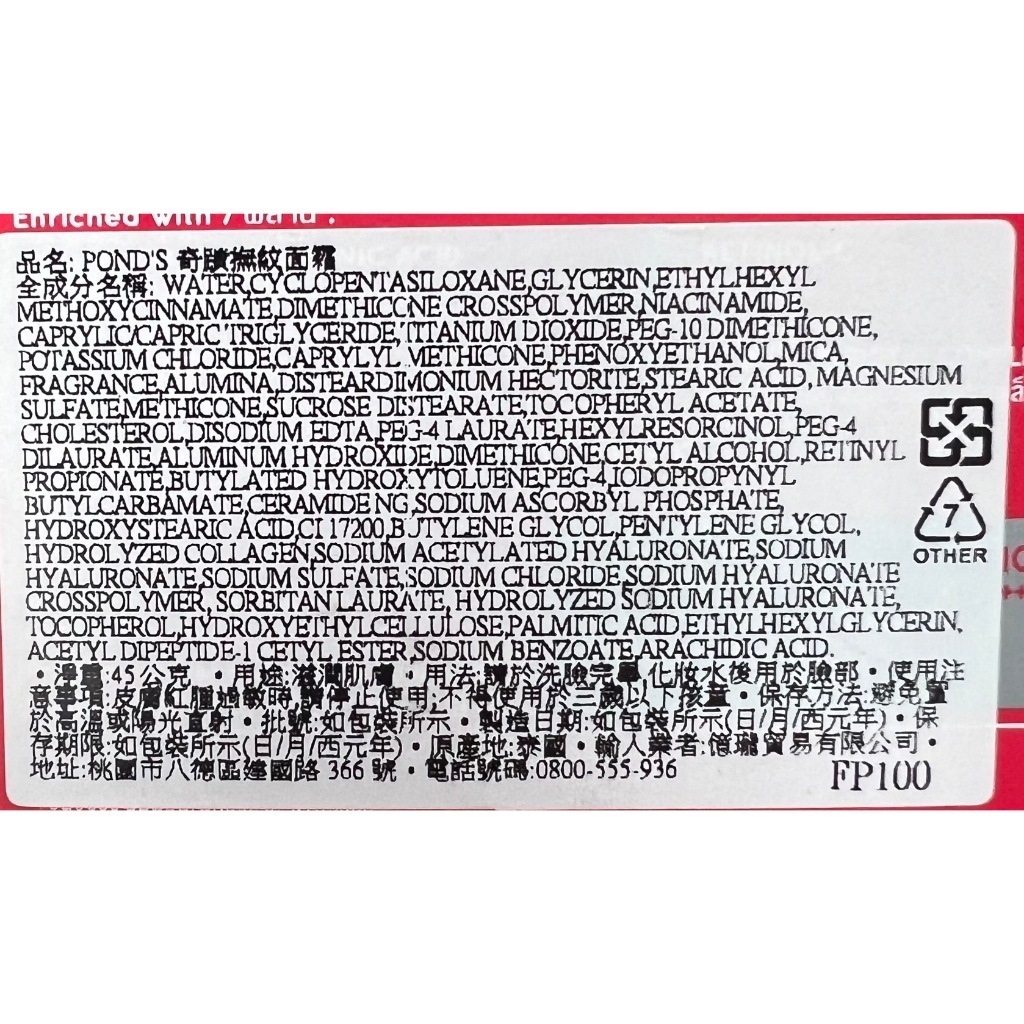 Enriched with 7
品名: POND'S 奇蹟撫紋面霜
全成分名稱: WATER,CYCLOPENTASILOXANE,GLYCERIN,ETHYLHEXYL
METHOXYCINNAMATE,DIMETHICONE CROSSPOLYMER,NIACINAMIDE,
CAPRYLIC/CAPRIC TRIGLYCERIDE,TITANIUM DIOXIDE,PEG-10 DIMETHICONE,
POTASSIUM CHLORIDE,CAPRYLYL METHICONE,PHENOXYETHANOL,MICA,
FRAGRANCE,ALUMINA,DISTEARDIMONIUM HECTORITE,STEARIC ACID, MAGNESIUM
SULFATE,METHICONE,SUCROSE DISTEARATE,TOCOPHERYL ACETATE,
CHOLESTEROL,DISODIUM EDTA,PEG-4 LAURATE,HEXYLRESORCINOL,PEG-4
DILAURATE,ALUMINUM HYDROXIDE,DIMETHICONE,CETYL ALCOHOL,RETINYL
PROPIONATE,BUTYLATED HYDROXYTOLUENE,PEG-4,IODOPROPYNYL
BUTYLCARBAMATE,CERAMIDE NG,SODIUM ASCORBYL PHOSPHATE,
HYDROXYSTEARIC ACID,CI 17200,BUTYLENE GLYCOL,PENTYLENE GLYCOL,
HYDROLYZED COLLAGEN,SODIUM ACETYLATED HYALURONATE,SODIUM
HYALURONATE,SODIUM SULFATE,SODIUM CHLORIDE,SODIUM HYALURONATE
CROSSPOLYMER, SORBITAN LAURATE, HYDROLYZED SODIUM HYALURONATE,
TOCOPHEROL,HYDROXYETHYLCELLULOSE,PALMITIC ACID,ETHYLHEXYLGLYCERIN,
ACETYL DIPEPTIDE-1 CETYL ESTER,SODIUM BENZOATE,ARACHIDIC ACID.
・淨重:45公克・用途:滋潤肌膚・用法:請於洗臉完畢,化妝水後用於臉部・使用注
意事項:皮膚紅腫過敏時,請停止使用;不得使用於三歲以下孩童・保存方法:避免置
於高溫或陽光直射・批號:如包裝所示・製造日期:如包裝所示(日/月/西元年)・保
存期限:如包裝所示(日/月/西元年)・原產地:泰國・輸入業者:億瓏貿易有限公司・
地址:桃園市八德區建國路 366 號・電話號碼:0800-555-936
FP100
7
OTHER